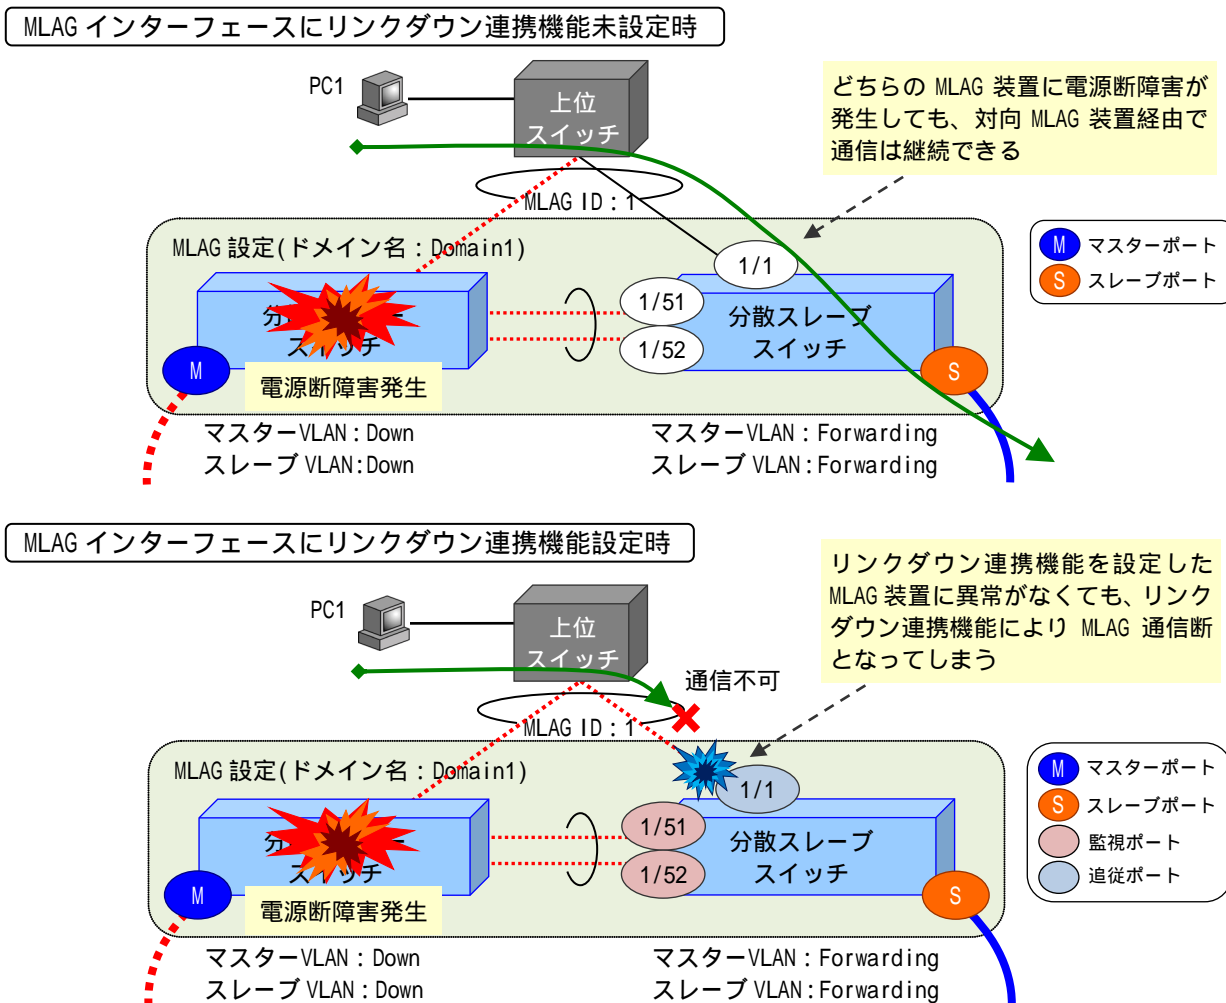 MLAG インターフェースにリンクダウン連携機能未設定時
PC1
上位
スイッチ
どちらの MLAG 装置に電源断障害が
発生しても、対向 MLAG 装置経由で
通信は継続できる
MLAG ID：1
MLAG 設定(ドメイン名：Domain1)
M マスターポート
S スレーブポート
1/1
1/51
1/52
分
スイッチ
分散スレーブ
スイッチ
M
電源断障害発生
S
マスターVLAN：Down
スレーブ VLAN：Down
マスターVLAN：Forwarding
スレーブ VLAN：Forwarding
MLAG インターフェースにリンクダウン連携機能設定時
PC1
上位
スイッチ
リンクダウン連携機能を設定した
MLAG 装置に異常がなくても、リンク
ダウン連携機能により MLAG 通信断
となってしまう
通信不可
MLAG ID：1
MLAG 設定(ドメイン名：Domain1)
M マスターポート
S スレーブポート
監視ポート
追従ポート
1/1
1/51
1/52
分
スイッチ
分散スレーブ
スイッチ
M
電源断障害発生
S
マスターVLAN：Down
スレーブ VLAN：Down
マスターVLAN：Forwarding
スレーブ VLAN：Forwarding